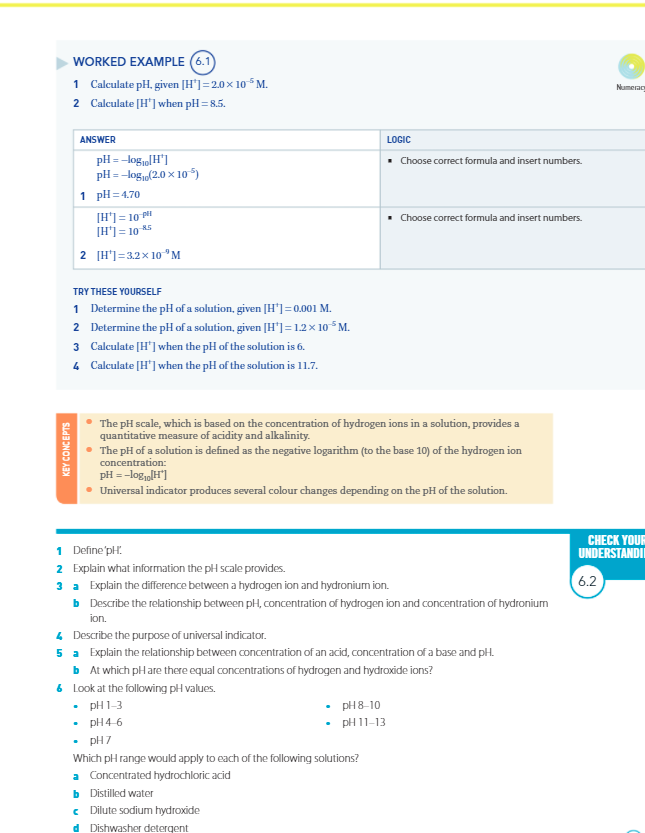 WORKED EXAMPLE 6.1
1 Calculate pH, given [H⁺] = 2.0 × 10⁻⁵ M.
2 Calculate [H⁺] when pH = 8.5.
Numeracy
ANSWER LOGIC
pH = −log₁₀[H⁺]
pH = −log₁₀(2.0 × 10⁻⁵)
1 pH = 4.70
▪ Choose correct formula and insert numbers.
[H⁺] = 10⁻ᵖᴴ
[H⁺] = 10⁻⁸·⁵
2 [H⁺] = 3.2 × 10⁻⁹ M
▪ Choose correct formula and insert numbers.
TRY THESE YOURSELF
1 Determine the pH of a solution, given [H⁺] = 0.001 M.
2 Determine the pH of a solution, given [H⁺] = 1.2 × 10⁻⁵ M.
3 Calculate [H⁺] when the pH of the solution is 6.
4 Calculate [H⁺] when the pH of the solution is 11.7.
KEY CONCEPTS
• The pH scale, which is based on the concentration of hydrogen ions in a solution, provides a
quantitative measure of acidity and alkalinity.
• The pH of a solution is defined as the negative logarithm (to the base 10) of the hydrogen ion
concentration:
pH = −log₁₀[H⁺]
• Universal indicator produces several colour changes depending on the pH of the solution.
CHECK YOUR
UNDERSTANDI
6.2
1 Define 'pH'.
2 Explain what information the pH scale provides.
3 a Explain the difference between a hydrogen ion and hydronium ion.
b Describe the relationship between pH, concentration of hydrogen ion and concentration of hydronium
ion.
4 Describe the purpose of universal indicator.
5 a Explain the relationship between concentration of an acid, concentration of a base and pH.
b At which pH are there equal concentrations of hydrogen and hydroxide ions?
6 Look at the following pH values.
• pH 1–3
• pH 4–6
• pH 7
• pH 8–10
• pH 11–13
Which pH range would apply to each of the following solutions?
a Concentrated hydrochloric acid
b Distilled water
c Dilute sodium hydroxide
d Dishwasher detergent